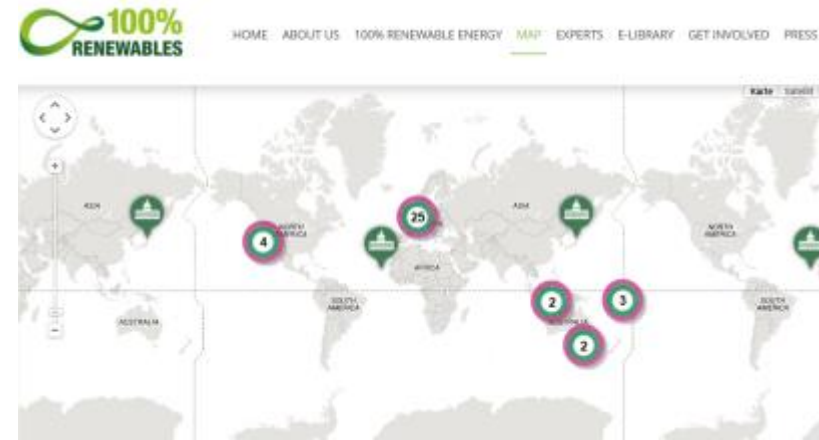 100%
RENEWABLES
HOME ABOUT US 100% RENEWABLE ENERGY MAP EXPERTS E-LIBRARY GET INVOLVED PRESS
Karte
ASIA
25
ASIA
NORTH
AMERICA
4
NORTH
AMERICA
AFRICA
2
3
SOUTH
AMERICA
SOUTH
AMERICA
AUSTRALIA
2